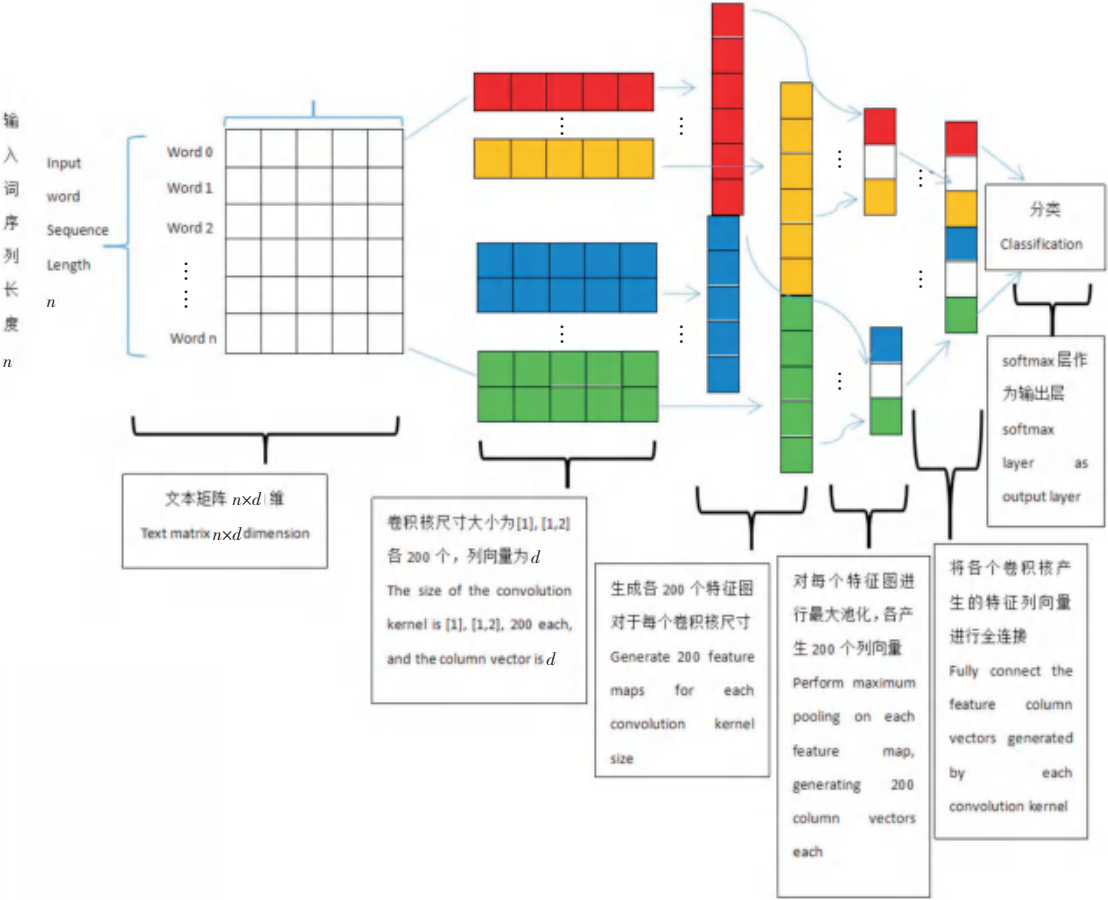 输
入
词
序
列
长
度
n
Input
word
Sequence
Length
n
Word 0
Word 1
Word 2
Word n
文本矩阵 n×d 维
Text matrix n×d dimension
卷积核尺寸大小为[1], [1,2]
各 200 个，列向量为 d
The size of the convolution
kernel is [1], [1,2], 200 each,
and the column vector is d
生成各 200 个特征图
对于每个卷积核尺寸
Generate 200 feature
maps for each
convolution kernel
size
对每个特征图进
行最大池化，各产
生 200 个列向量
Perform maximum
pooling on each
feature map,
generating 200
column vectors
each
将各个卷积核产
生的特征列向量
进行全连接
Fully connect the
feature column
vectors generated
by each
convolution kernel
分类
Classification
softmax 层作
为输出层
softmax
layer as
output layer